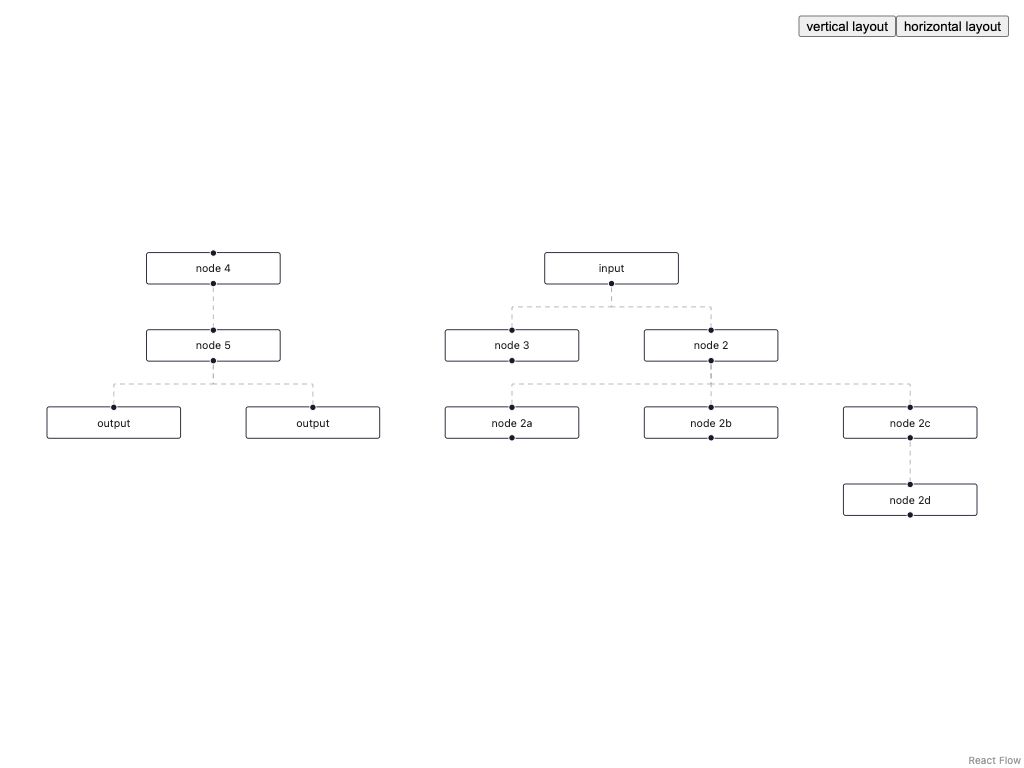 vertical layout
horizontal layout
node 4
input
node 5
node 3
node 2
output
output
node 2a
node 2b
node 2c
node 2d
React Flow